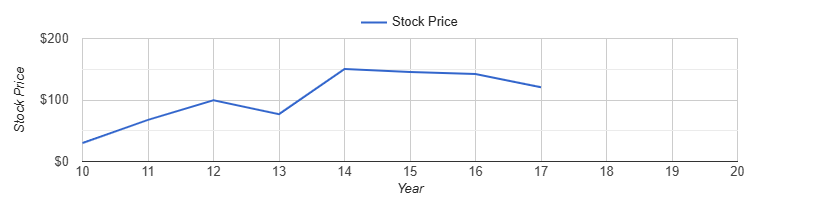 Stock Price
$200
$100
$0
Stock Price
10 11 12 13 14 15 16 17 18 19 20
Year